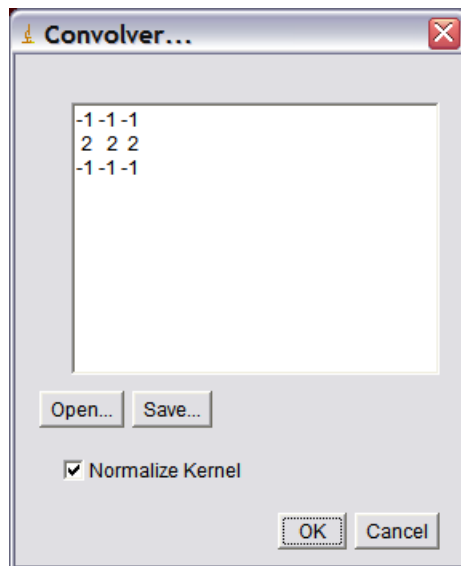 Convolver...
-1 -1 -1
2 2 2
-1 -1 -1
Open... Save...
Normalize Kernel
OK Cancel